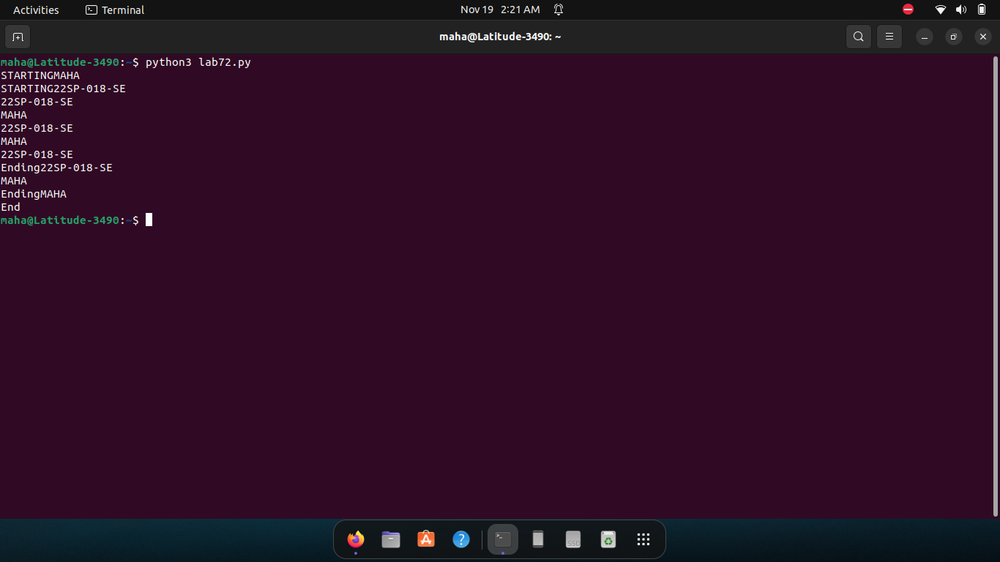 Activities
Terminal
Nov 19 2:21 AM
maha@Latitude-3490: ~
maha@Latitude-3490:~$ python3 lab72.py
STARTINGMAHA
STARTING22SP-018-SE
22SP-018-SE
MAHA
22SP-018-SE
MAHA
22SP-018-SE
Ending22SP-018-SE
MAHA
EndingMAHA
End
maha@Latitude-3490:~$
SSD